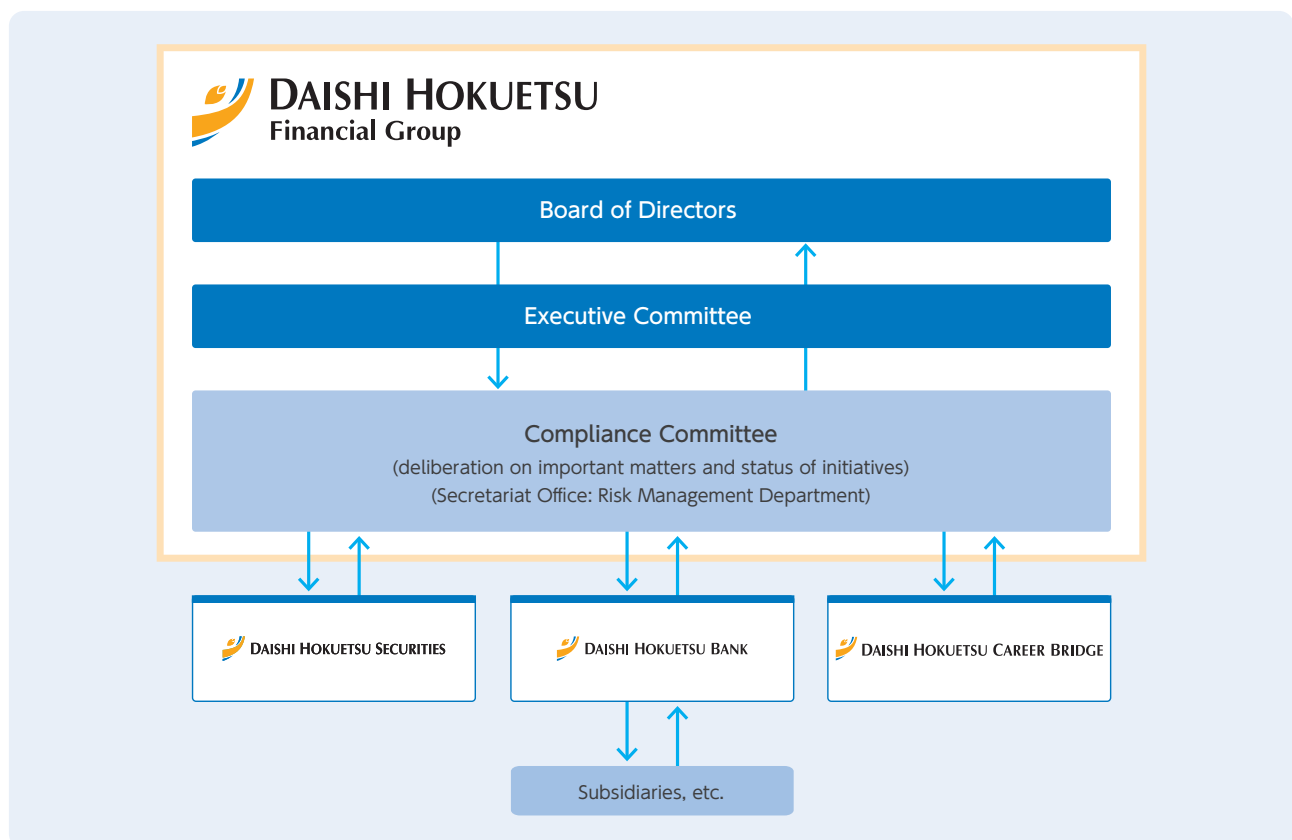 DAISHI HOKUETSU
Financial Group
Board of Directors
Executive Committee
Compliance Committee
(deliberation on important matters and status of initiatives)
(Secretariat Office: Risk Management Department)
DAISHI HOKUETSU SECURITIES
DAISHI HOKUETSU BANK
DAISHI HOKUETSU CAREER BRIDGE
Subsidiaries, etc.